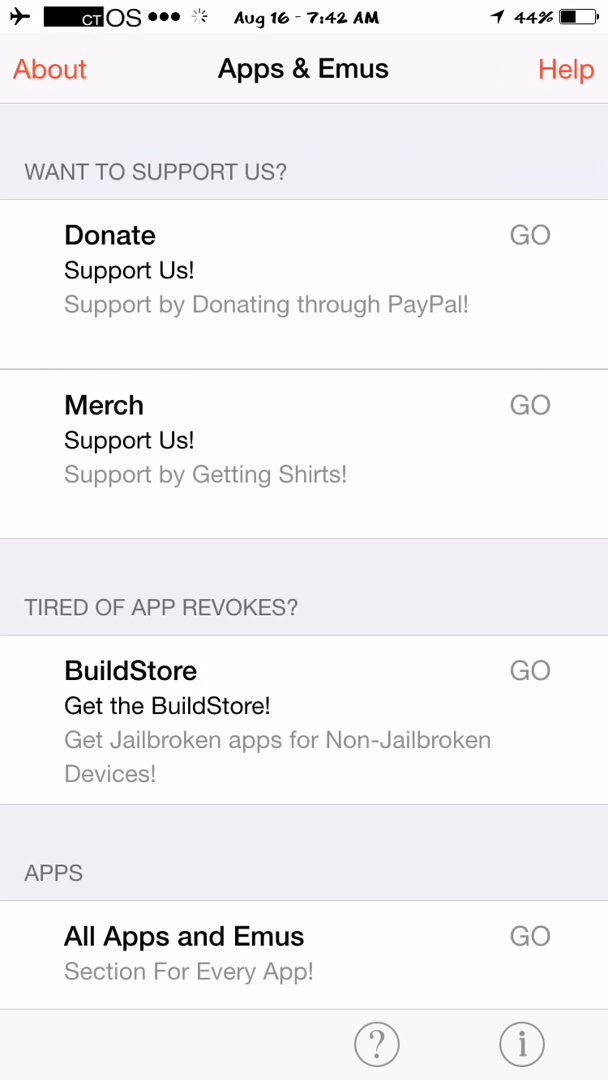 CT OS Aug 16 - 7:42 AM 44%
About Apps & Emus Help
WANT TO SUPPORT US?
Donate GO
Support Us!
Support by Donating through PayPal!
Merch GO
Support Us!
Support by Getting Shirts!
TIRED OF APP REVOKES?
BuildStore GO
Get the BuildStore!
Get Jailbroken apps for Non-Jailbroken
Devices!
APPS
All Apps and Emus GO
Section For Every App!
? i